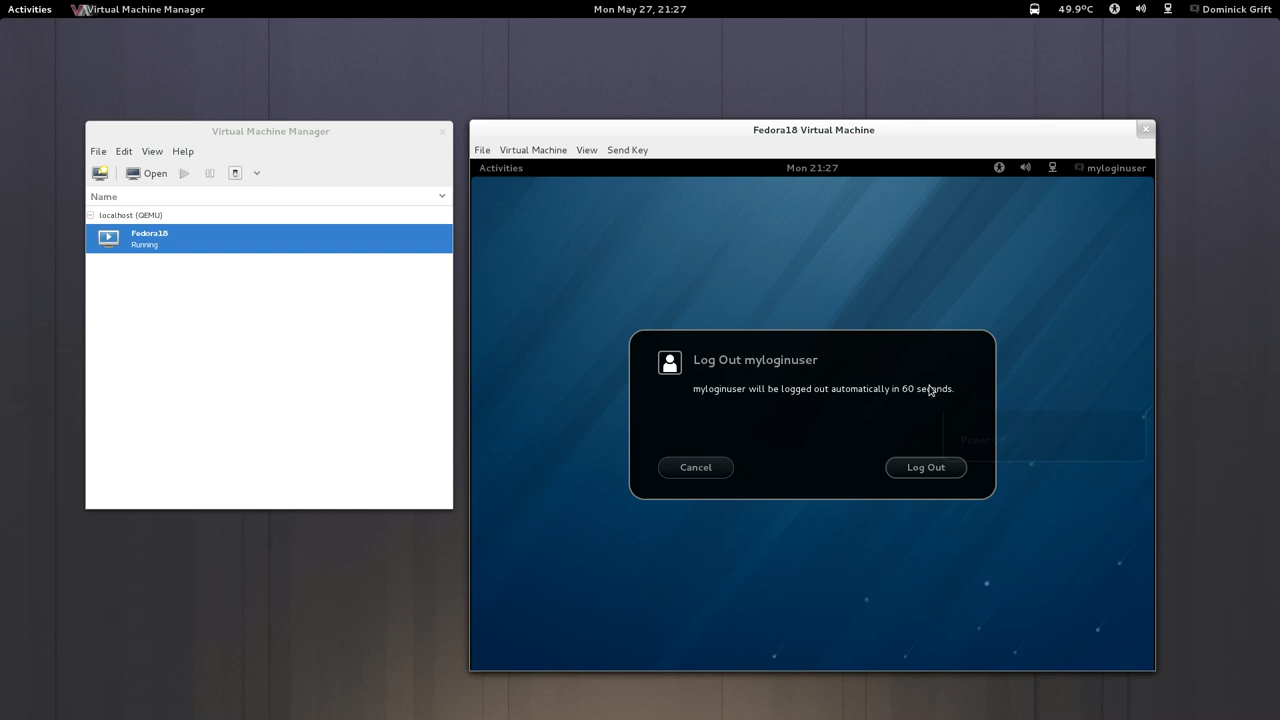 Activities
Virtual Machine Manager
Mon May 27, 21:27
49.9°C
Dominick Grift
Virtual Machine Manager
File Edit View Help
Open
Name
localhost (QEMU)
Fedora18
Running
Fedora18 Virtual Machine
File Virtual Machine View Send Key
Activities
Mon 21:27
myloginuser
Log Out myloginuser
myloginuser will be logged out automatically in 60 seconds.
Power Off
Cancel
Log Out